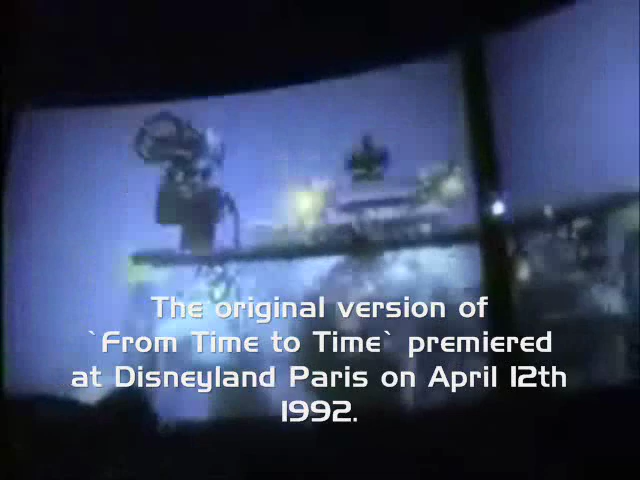 The original version of
`From Time to Time` premiered
at Disneyland Paris on April 12th
1992.